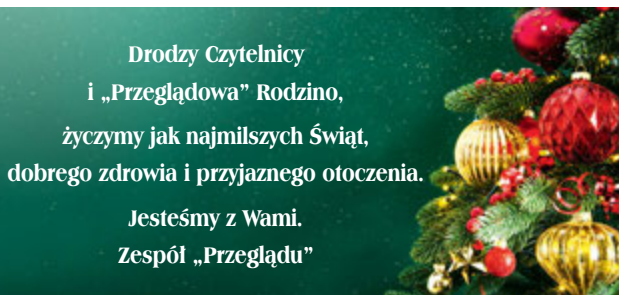 Drodzy Czytelnicy
i „Przeglądowa” Rodzino,
życzymy jak najmilszych Świąt,
dobrego zdrowia i przyjaznego otoczenia.
Jesteśmy z Wami.
Zespół „Przeglądu”